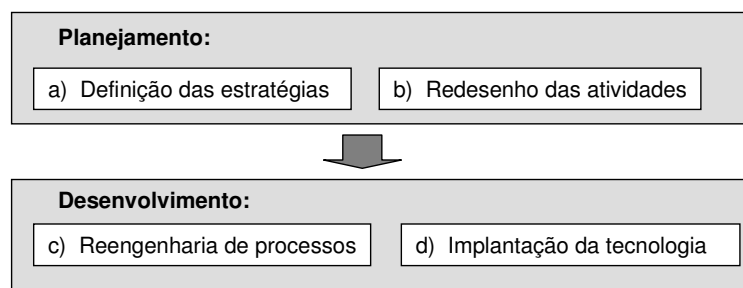 Planejamento:
a) Definição das estratégias
b) Redesenho das atividades
Desenvolvimento:
c) Reengenharia de processos
d) Implantação da tecnologia